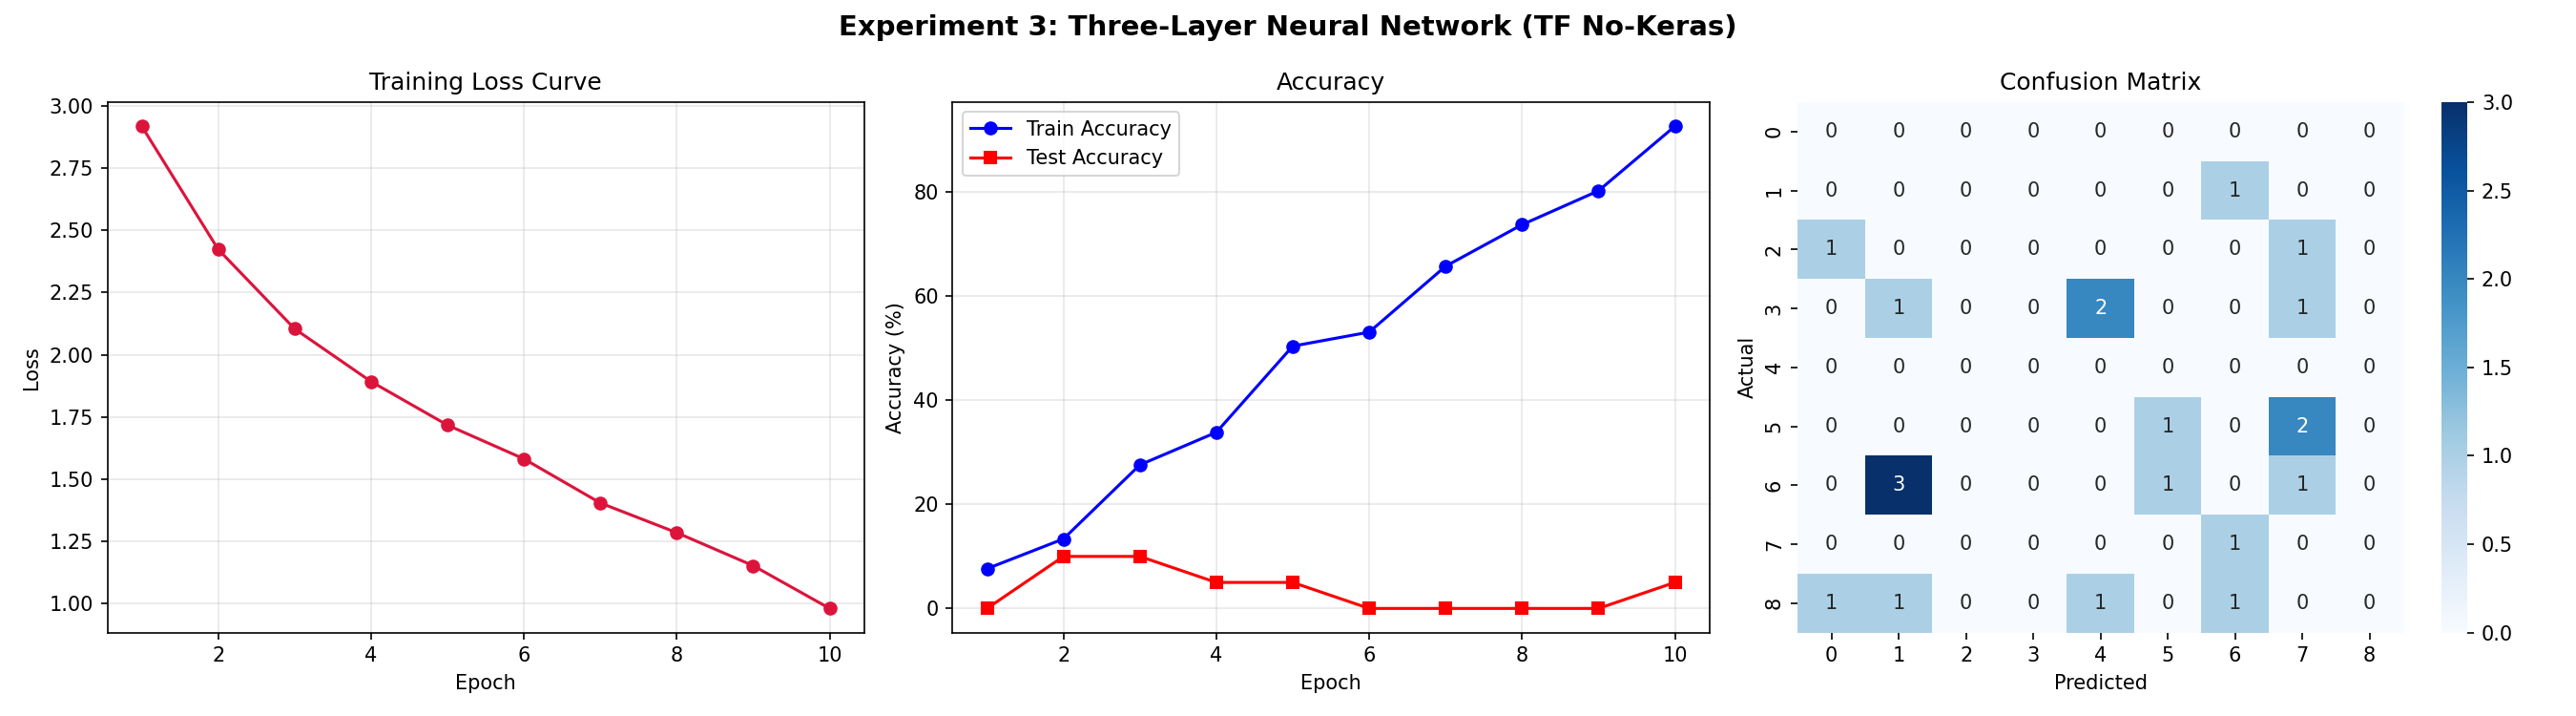 Experiment 3: Three-Layer Neural Network (TF No-Keras)
Training Loss Curve
3.00
2.75
2.50
2.25
2.00
1.75
1.50
1.25
1.00
Loss
2 4 6 8 10
Epoch
Accuracy
Train Accuracy
Test Accuracy
80
60
40
20
0
Accuracy (%)
2 4 6 8 10
Epoch
Confusion Matrix
0 0 0 0 0 0 0 0 0 0
1 0 0 0 0 0 0 1 0 0
2 1 0 0 0 0 0 0 1 0
3 0 1 0 0 2 0 0 1 0
4 0 0 0 0 0 0 0 0 0
5 0 0 0 0 0 1 0 2 0
6 0 3 0 0 0 1 0 1 0
7 0 0 0 0 0 0 1 0 0
8 1 1 0 0 1 0 1 0 0
Actual
0 1 2 3 4 5 6 7 8
Predicted
3.0
2.5
2.0
1.5
1.0
0.5
0.0